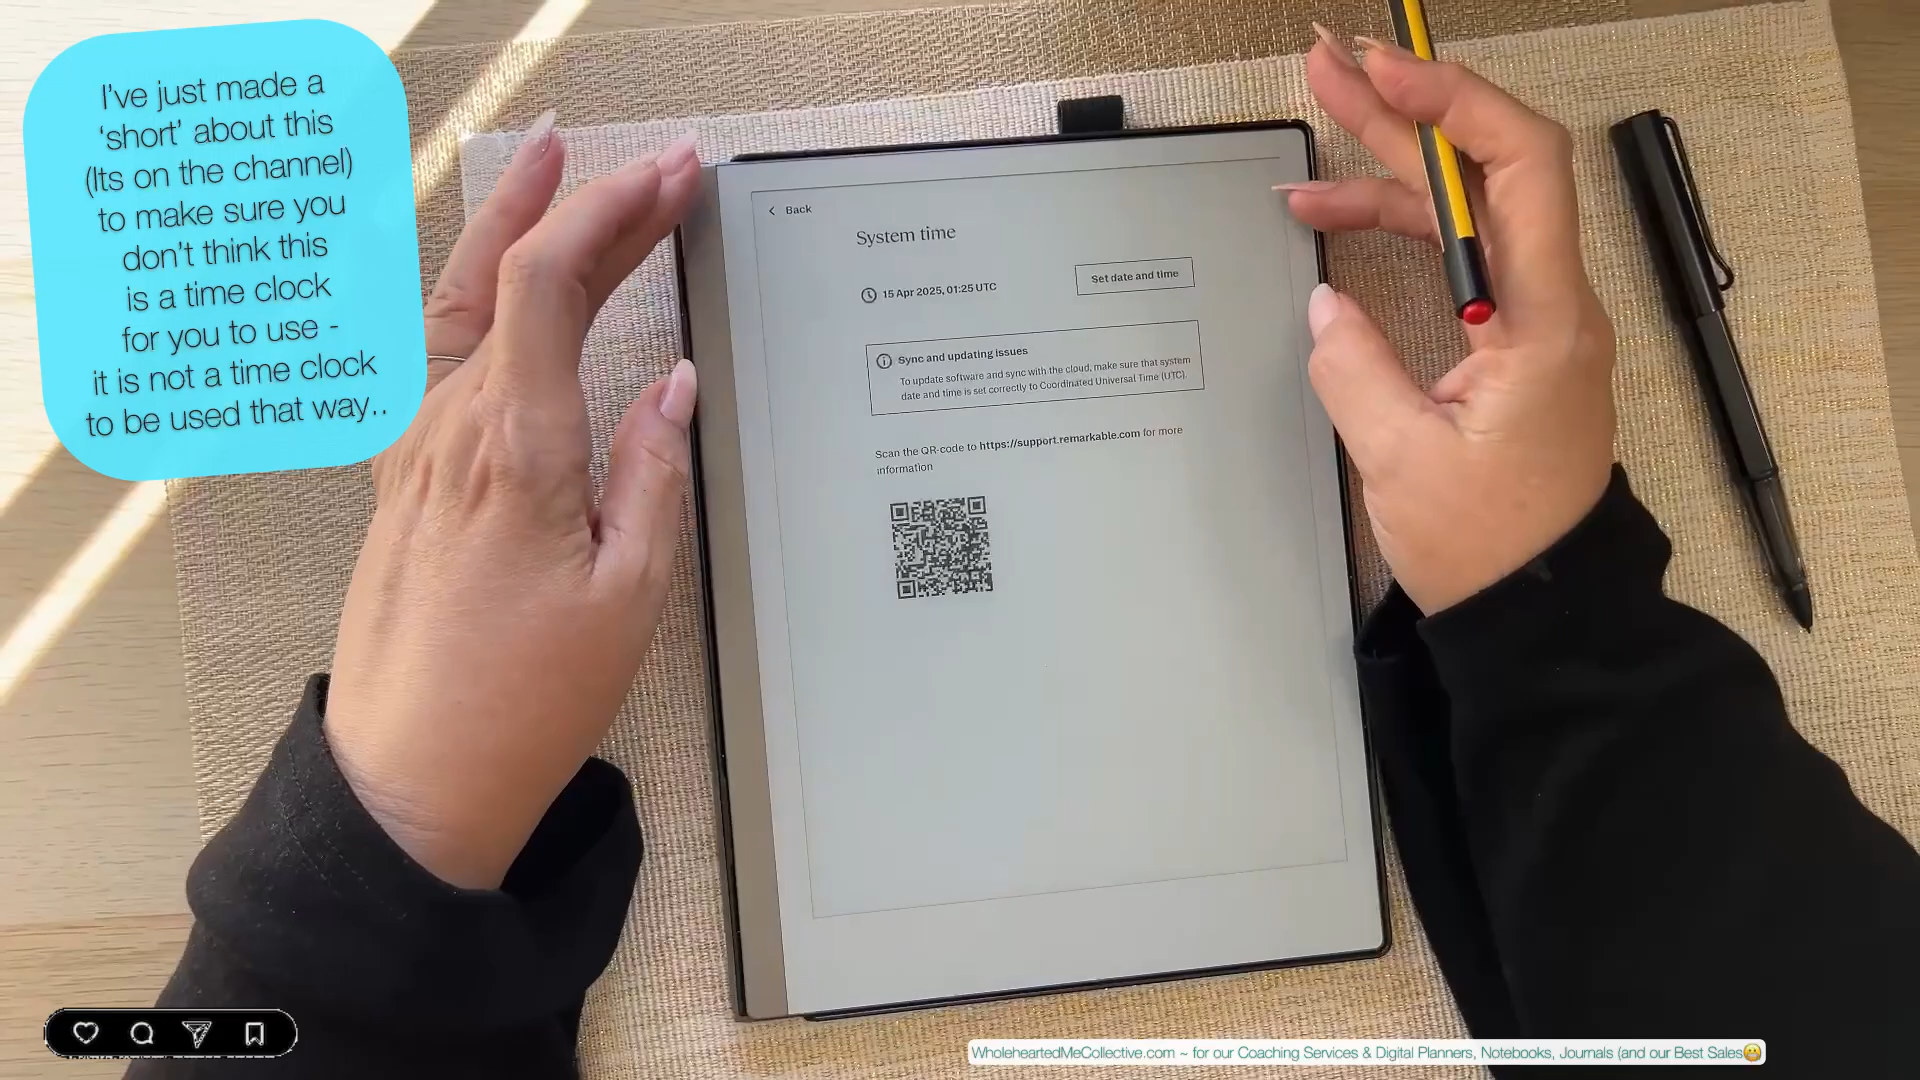 I've just made a
'short' about this
(Its on the channel)
to make sure you
don't think this
is a time clock
for you to use -
it is not a time clock
to be used that way..
Back
System time
15 Apr 2025, 01:25 UTC
Set date and time
Sync and updating issues
To update software and sync with the cloud, make sure that system
date and time is set correctly to Coordinated Universal Time (UTC).
Scan the QR-code to https://support.remarkable.com for more
information
WholeheartedMeCollective.com ~ for our Coaching Services & Digital Planners, Notebooks, Journals (and our Best Sales😬